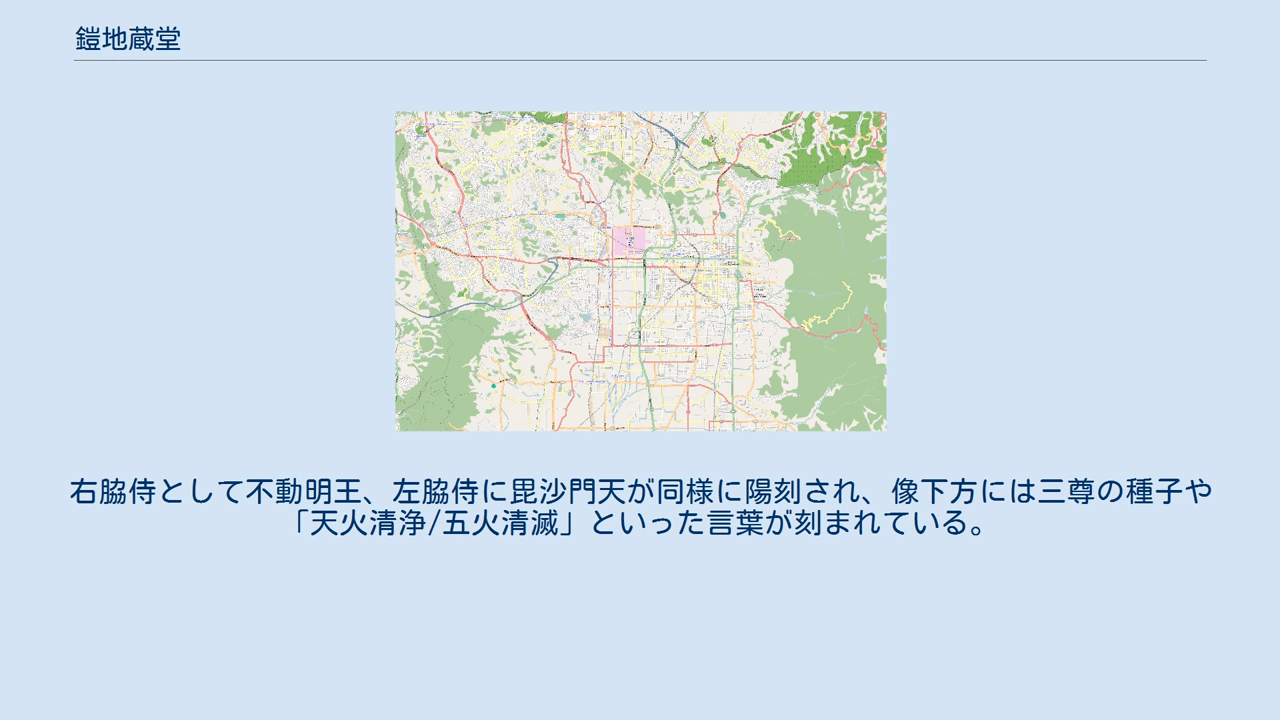 鎧地蔵堂
右脇侍として不動明王、左脇侍に毘沙門天が同様に陽刻され、像下方には三尊の種子や
「天火清浄/五火清滅」といった言葉が刻まれている。